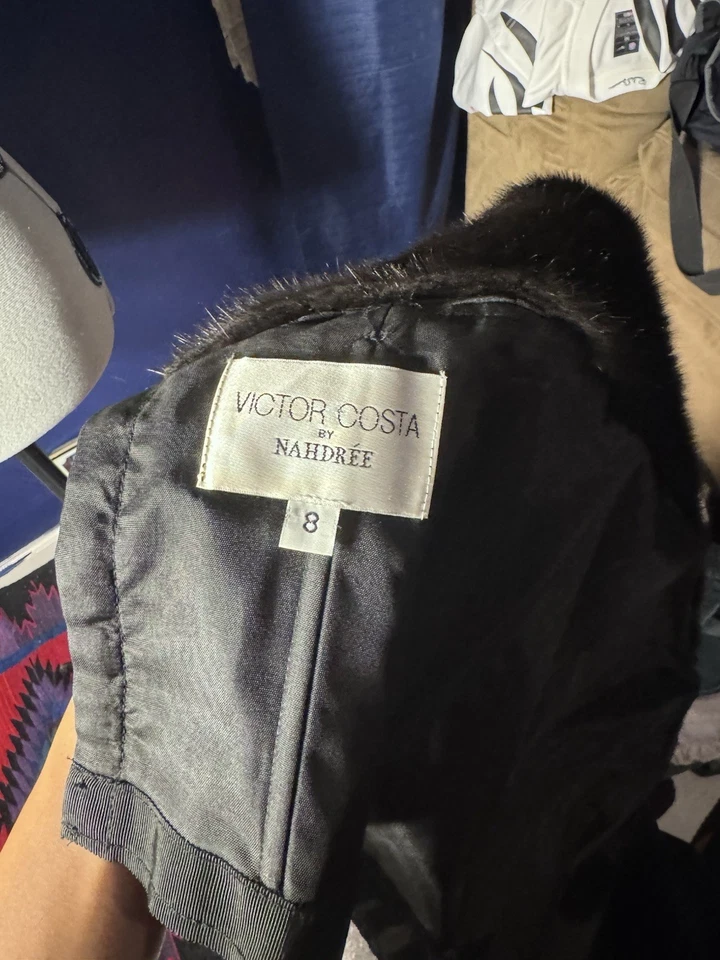 VICTOR COSTA
BY
NAHDRÉE
8